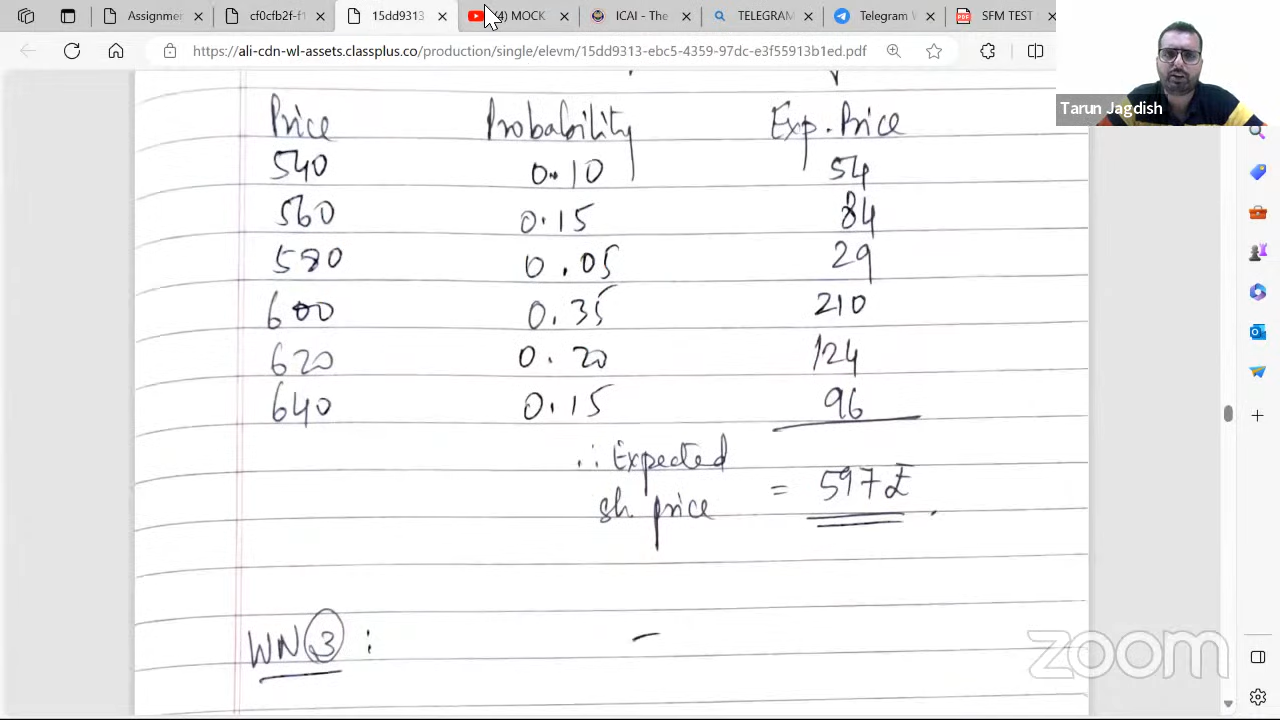 Assignmen
c0cb2f-f1
15dd9313
MOCK
ICAI - The
TELEGRAM
Telegram
SFM TEST
https://ali-cdn-wl-assets.classplus.co/production/single/elevm/15dd9313-ebc5-4359-97dc-e3f55913b1ed.pdf
Tarun Jagdish
Price Probability Exp. Price
540 0.10 54
560 0.15 84
580 0.05 29
600 0.35 210
620 0.20 124
640 0.15 96
∴ Expected
sh. price = 597£
WN 3 :
zoom